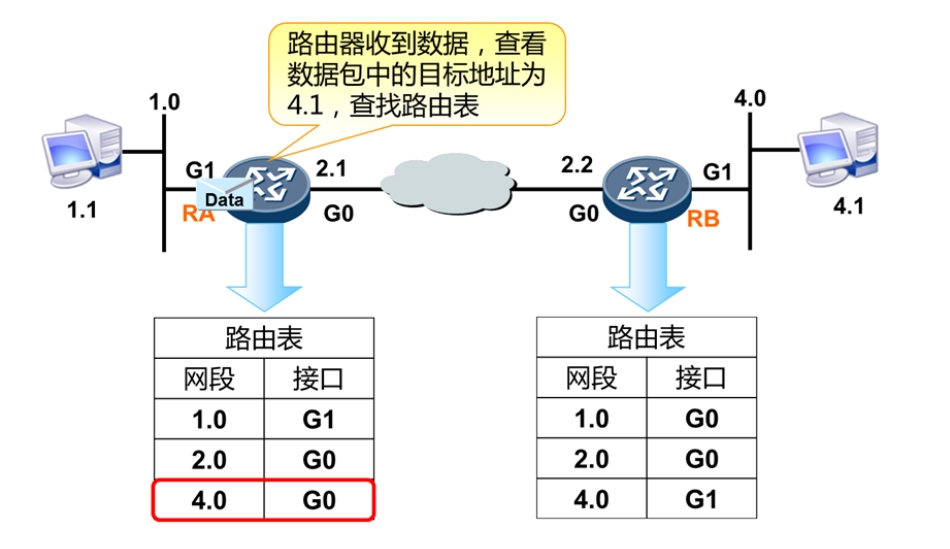 路由器收到数据，查看
数据包中的目标地址为
4.1，查找路由表
1.0
4.0
G1
2.1
2.2
G1
Data
1.1
RA
G0
G0
RB
4.1
路由表
网段 接口
1.0 G1
2.0 G0
4.0 G0
路由表
网段 接口
1.0 G0
2.0 G0
4.0 G1